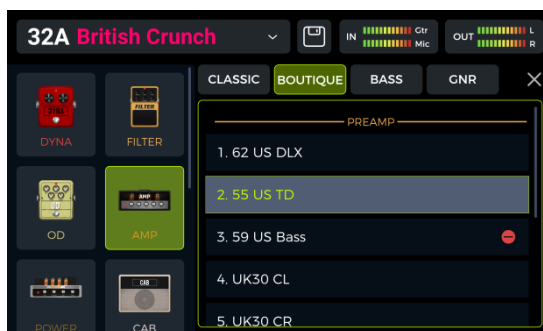 32A British Crunch
IN
Gtr
Mic
OUT
L
R
CLASSIC
BOUTIQUE
BASS
GNR
DYNA
DYNA
FILTER
FILTER
OD
AMP
AMP
POWER
CAB
CAB
PREAMP
1. 62 US DLX
2. 55 US TD
3. 59 US Bass
4. UK30 CL
5. UK30 CR